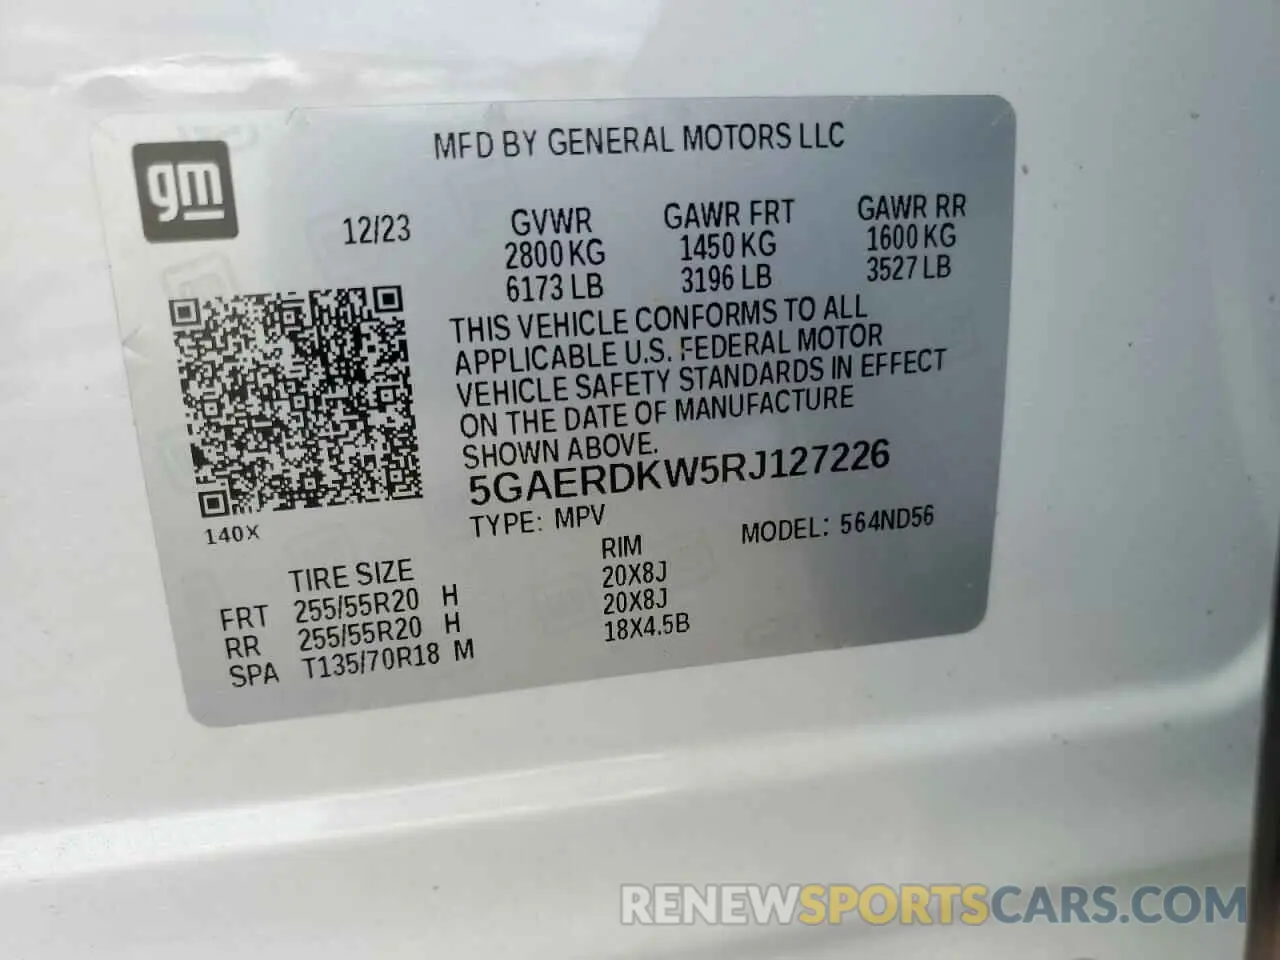 MFD BY GENERAL MOTORS LLC
gm
12/23 GVWR GAWR FRT GAWR RR
2800 KG 1450 KG 1600 KG
6173 LB 3196 LB 3527 LB
THIS VEHICLE CONFORMS TO ALL
APPLICABLE U.S. FEDERAL MOTOR
VEHICLE SAFETY STANDARDS IN EFFECT
ON THE DATE OF MANUFACTURE
SHOWN ABOVE.
5GAERDKW5RJ127226
140X
TYPE: MPV MODEL: 564ND56
TIRE SIZE RIM
FRT 255/55R20 H 20X8J
RR 255/55R20 H 20X8J
SPA T135/70R18 M 18X4.5B
RENEWSPORTSCARS.COM